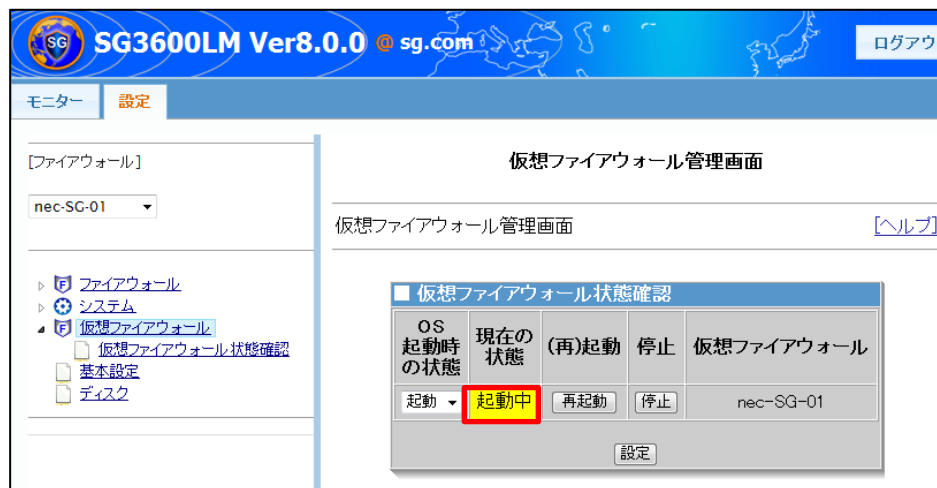 SG SG3600LM Ver8.0.0 @ sg.com
ログアウ
モニター 設定
[ファイアウォール]
nec-SG-01
ファイアウォール
システム
仮想ファイアウォール
仮想ファイアウォール状態確認
基本設定
ディスク
仮想ファイアウォール管理画面
仮想ファイアウォール管理画面 [ヘルプ]
■ 仮想ファイアウォール状態確認
OS
起動時
の状態
現在の
状態
(再)起動 停止 仮想ファイアウォール
起動 起動中 再起動 停止 nec-SG-01
設定